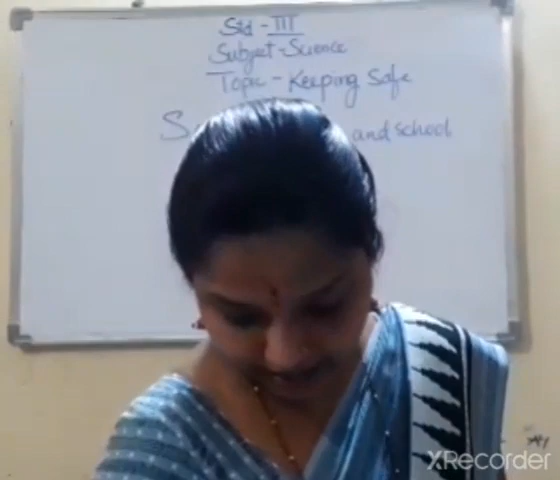 Std - III
Subject - Science
Topic - Keeping Safe
S and school
XRecorder